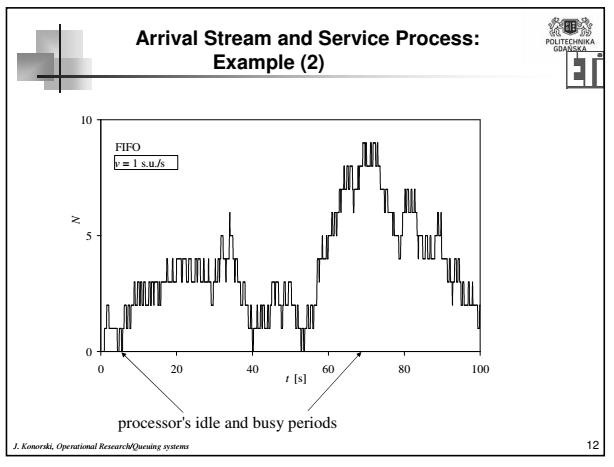 Arrival Stream and Service Process:
Example (2)
POLITECHNIKA
GDAŃSKA
ETI
FIFO
v = 1 s.u./s
10
5
0
N
0 20 40 60 80 100
t [s]
processor's idle and busy periods
J. Konorski, Operational Research/Queuing systems
12